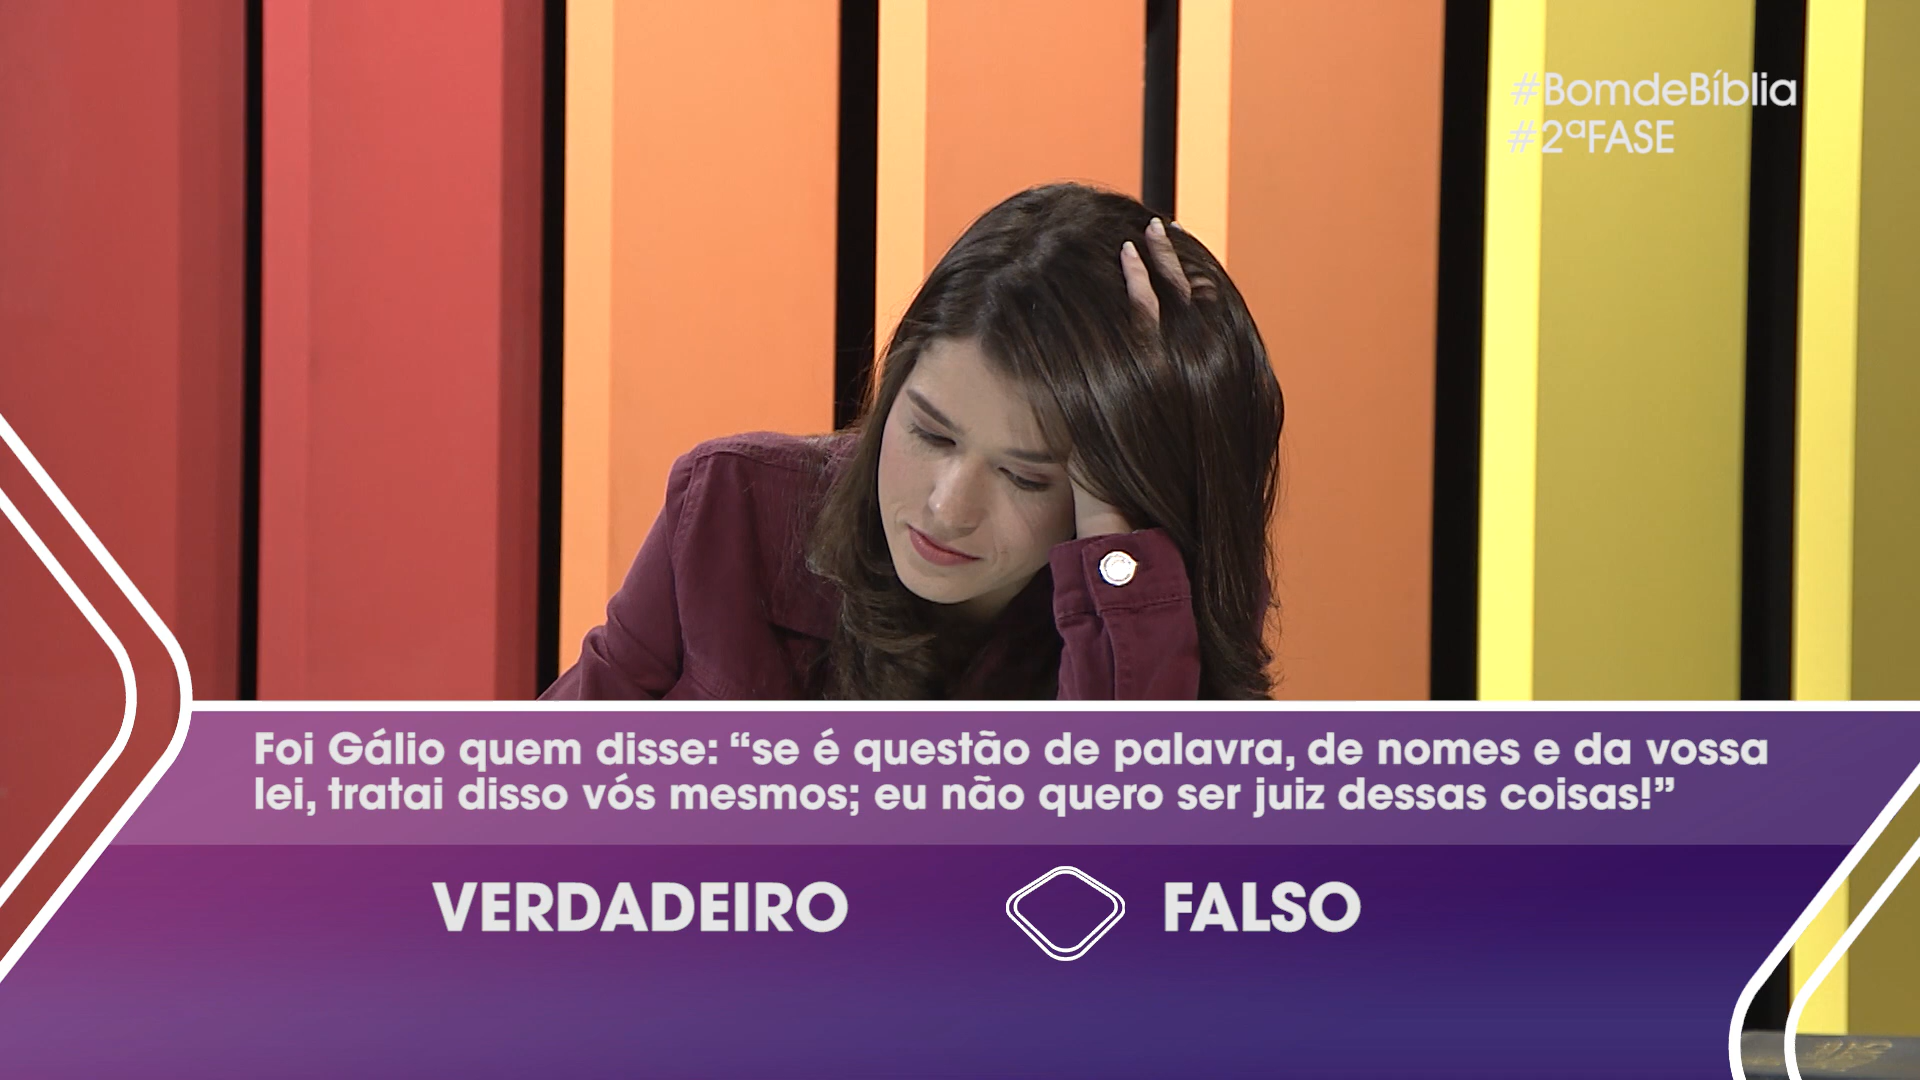 #BomdeBíblia
#2ªFASE
Foi Gálio quem disse: “se é questão de palavra, de nomes e da vossa
lei, tratai disso vós mesmos; eu não quero ser juiz dessas coisas!”
VERDADEIRO
FALSO